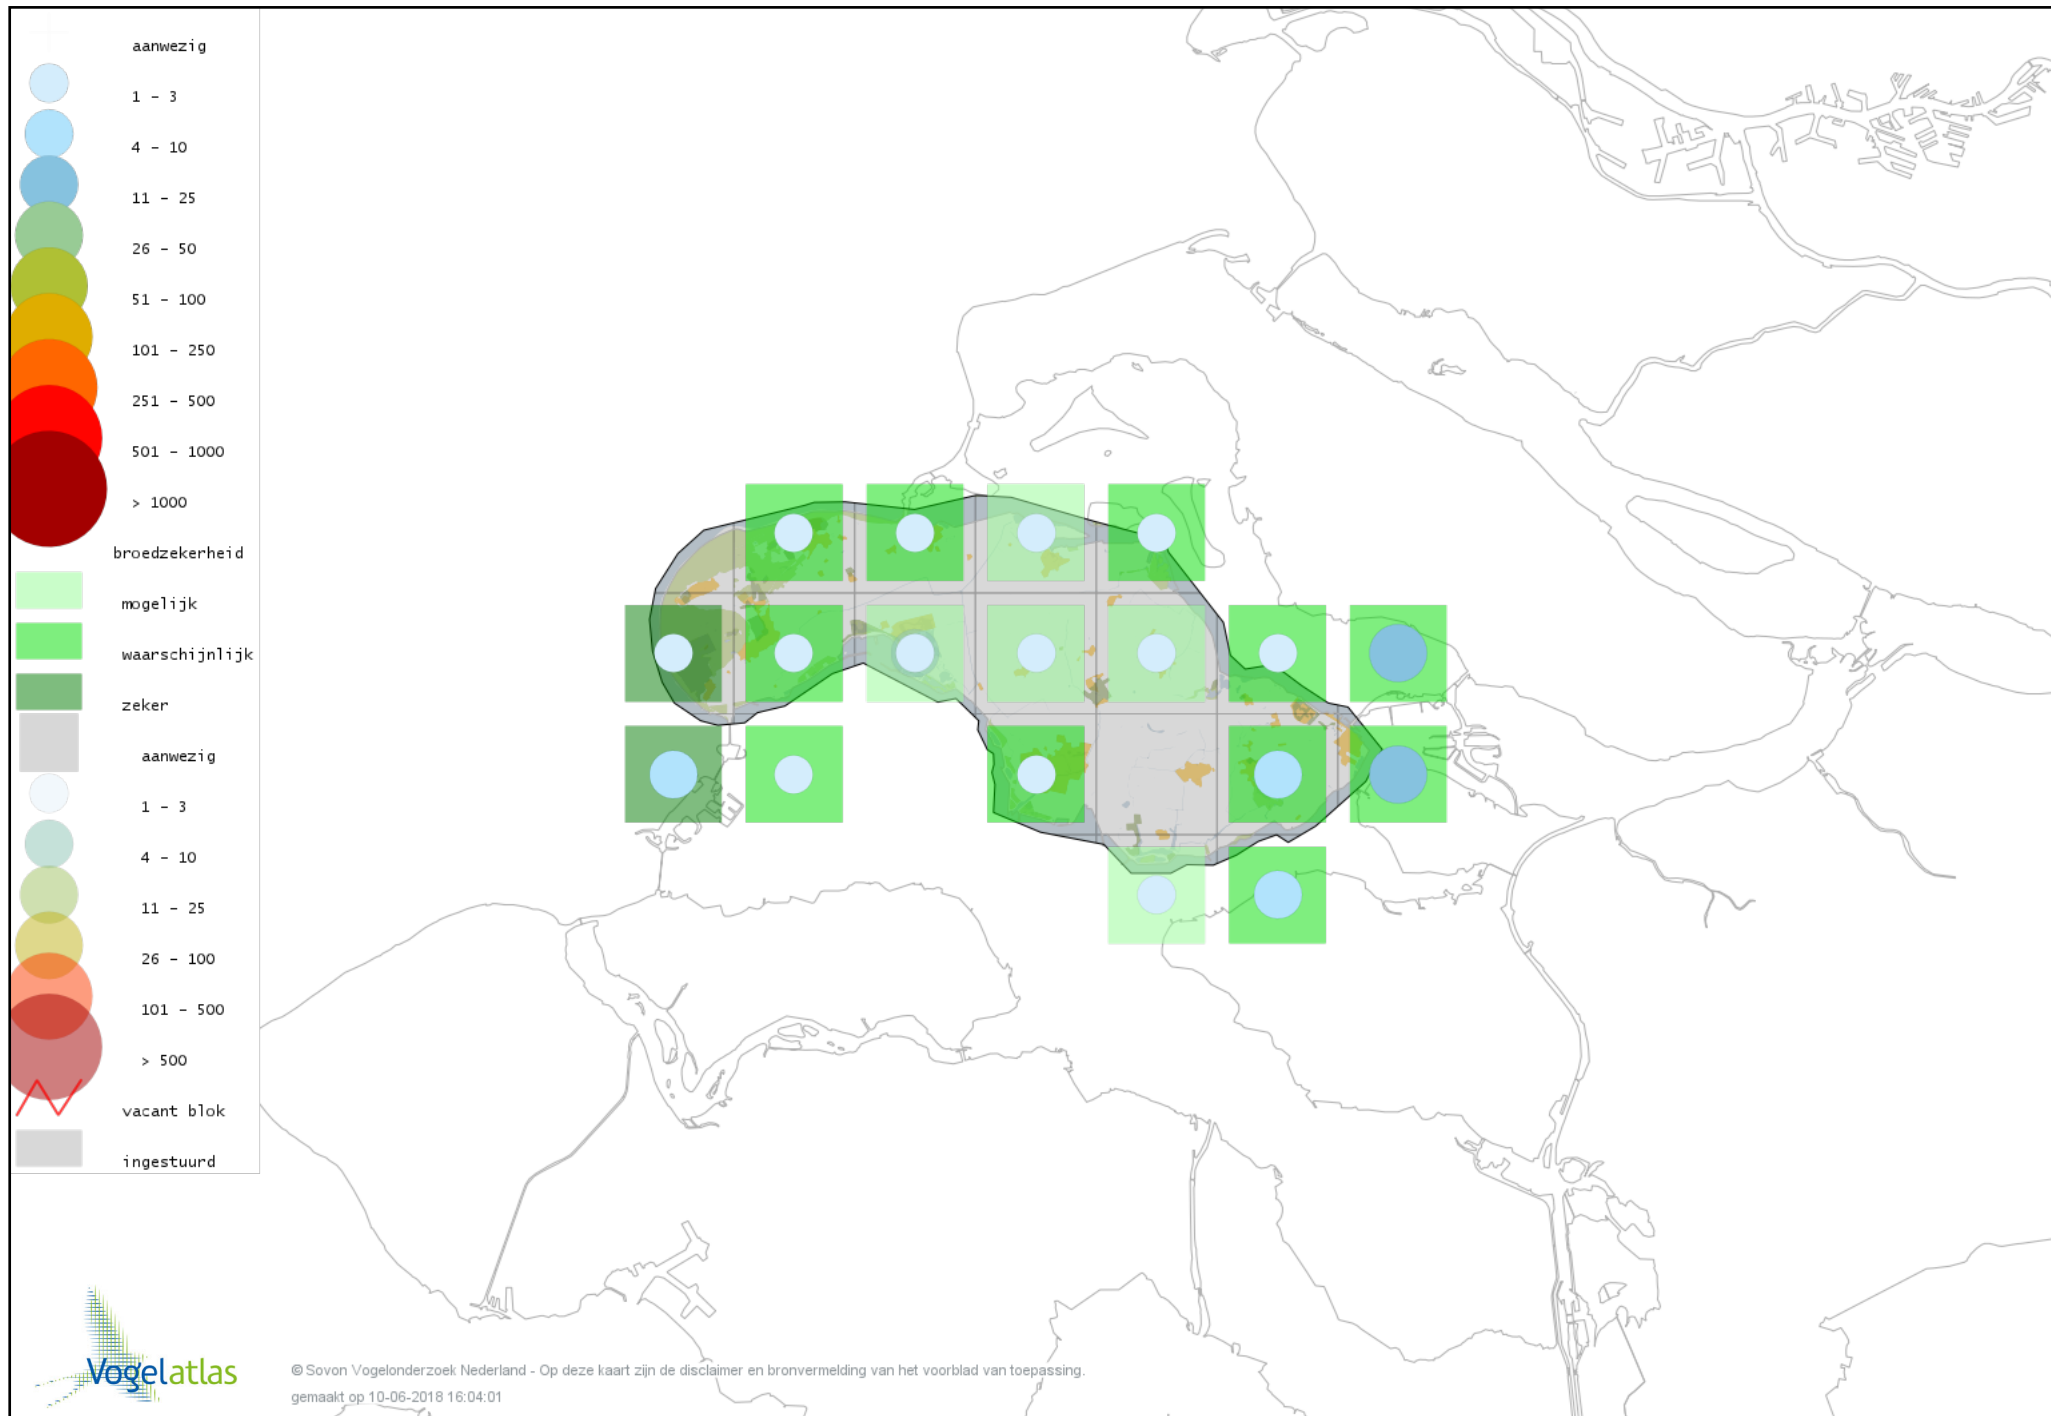 aanwezig
1 - 3
4 - 10
11 - 25
26 - 50
51 - 100
101 - 250
251 - 500
501 - 1000
> 1000
broedzekerheid
mogelijk
waarschijnlijk
zeker
aanwezig
1 - 3
4 - 10
11 - 25
26 - 100
101 - 500
> 500
vacant blok
ingestuurd
Vogelatlas
© Sovon Vogelonderzoek Nederland - Op deze kaart zijn de disclaimer en bronvermelding van het voorblad van toepassing.
gemaakt op 10-06-2018 16:04:01